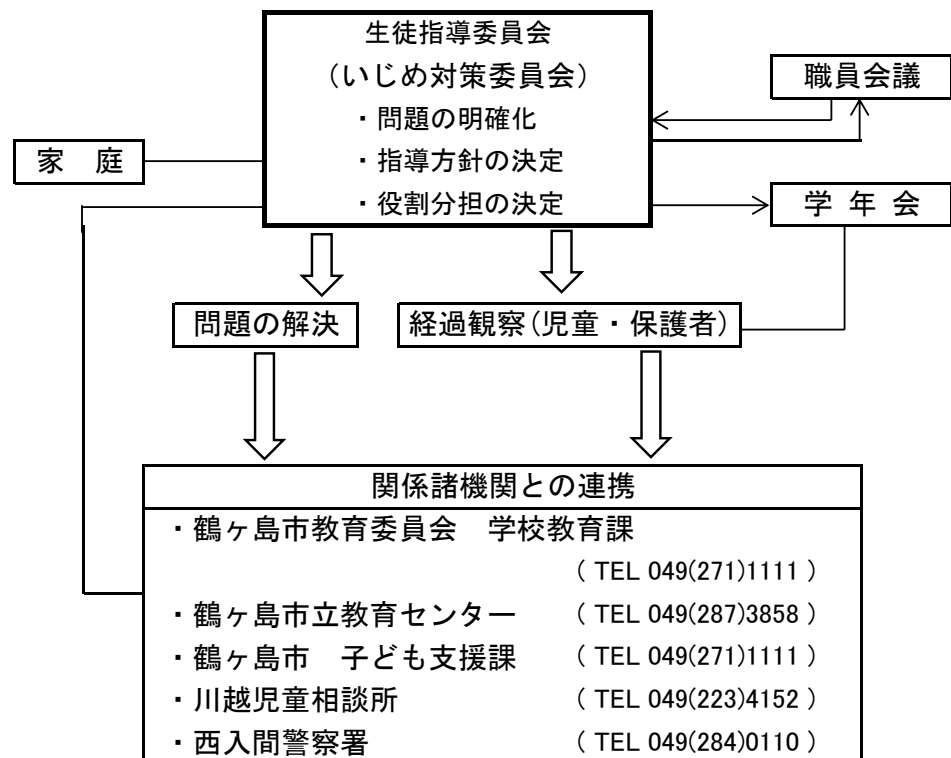 生徒指導委員会
（いじめ対策委員会）
・問題の明確化
・指導方針の決定
・役割分担の決定
職員会議
家　庭
学 年 会
問題の解決
経過観察(児童・保護者)
関係諸機関との連携
・鶴ヶ島市教育委員会　学校教育課
（ TEL 049(271)1111 ）
・鶴ヶ島市立教育センター　（ TEL 049(287)3858 ）
・鶴ヶ島市　子ども支援課　（ TEL 049(271)1111 ）
・川越児童相談所　（ TEL 049(223)4152 ）
・西入間警察署　（ TEL 049(284)0110 ）